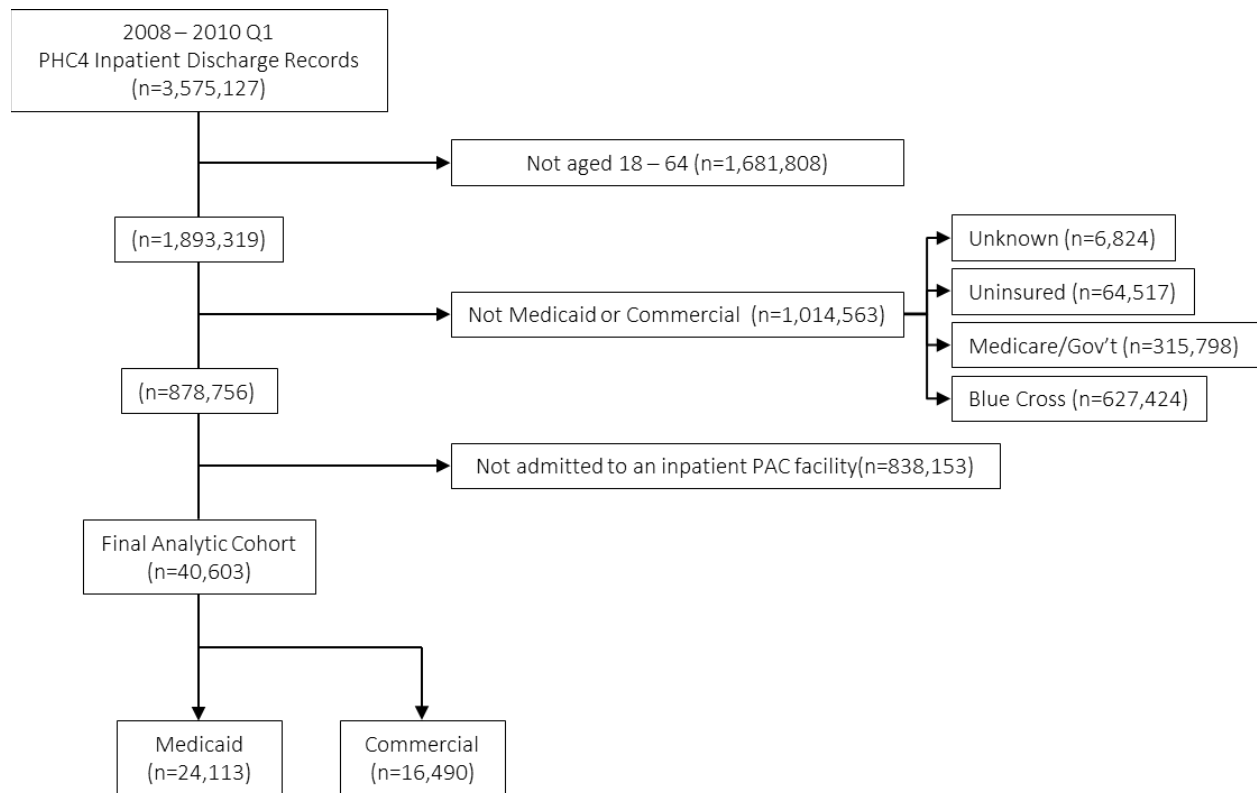 2008 – 2010 Q1
PHC4 Inpatient Discharge Records
(n=3,575,127)
Not aged 18 – 64 (n=1,681,808)
(n=1,893,319)
Unknown (n=6,824)
Uninsured (n=64,517)
Not Medicaid or Commercial (n=1,014,563)
Medicare/Gov’t (n=315,798)
(n=878,756)
Blue Cross (n=627,424)
Not admitted to an inpatient PAC facility(n=838,153)
Final Analytic Cohort
(n=40,603)
Medicaid
(n=24,113)
Commercial
(n=16,490)